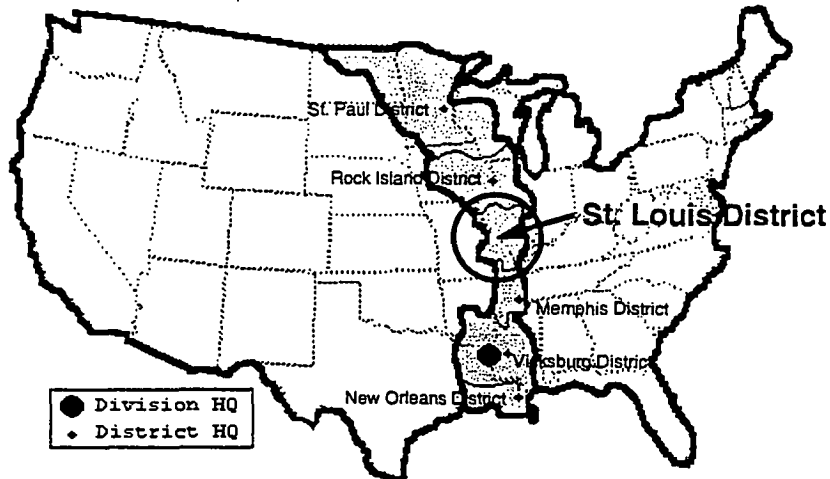 St. Paul District
Rock Island District
St. Louis District
Memphis District
Vicksburg District
New Orleans District
Division HQ
District HQ